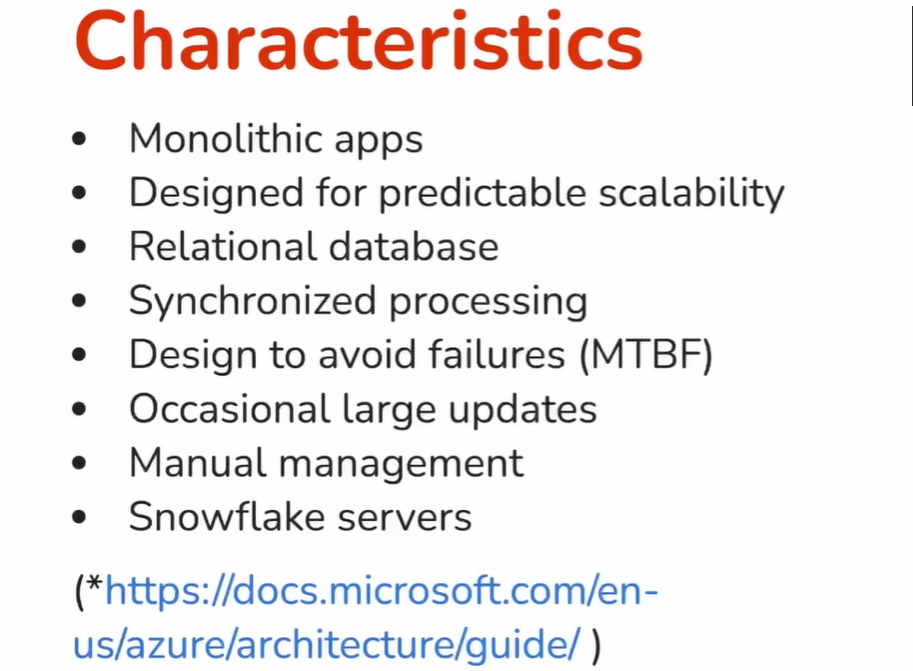 Characteristics
• Monolithic apps
• Designed for predictable scalability
• Relational database
• Synchronized processing
• Design to avoid failures (MTBF)
• Occasional large updates
• Manual management
• Snowflake servers
(*https://docs.microsoft.com/en-
us/azure/architecture/guide/ )